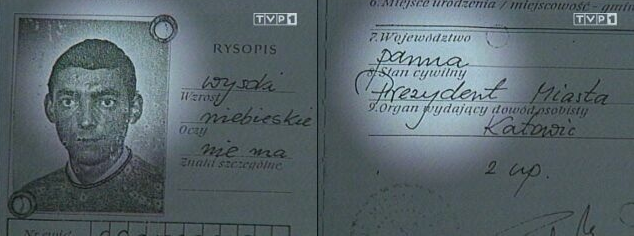 TVP1
RYSOPIS
wysoki
Wzrost
niebieskie
Oczy
nie ma
Znaki szczególne
TVP1
6. Miejsce urodzenia / miejscowość - gmi
7. Województwo
panna
8. Stan cywilny
Prezydent Miasta
9. Organ wydający dowód osobisty
Katowic
2 up.